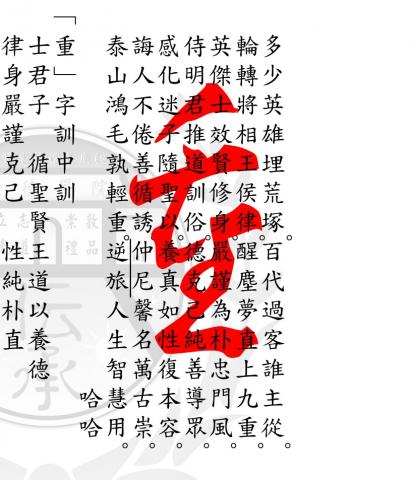 多少英雄埋荒塚。百代過客誰主從。
輪轉將相王侯律。醒塵夢直上九重。
英傑士效賢修身。嚴謹為朴忠門風。
侍明君推道訓俗。德克己純善導眾。
感化迷子隨聖以。養真如性復本容。
誨人不倦善循誘。仲尼馨名萬古崇。
泰山鴻毛孰輕重。逆旅人生智慧用。
哈哈
「重」字訓中訓
士君子 循聖賢王道以養德
律身嚴謹克己 性純朴直